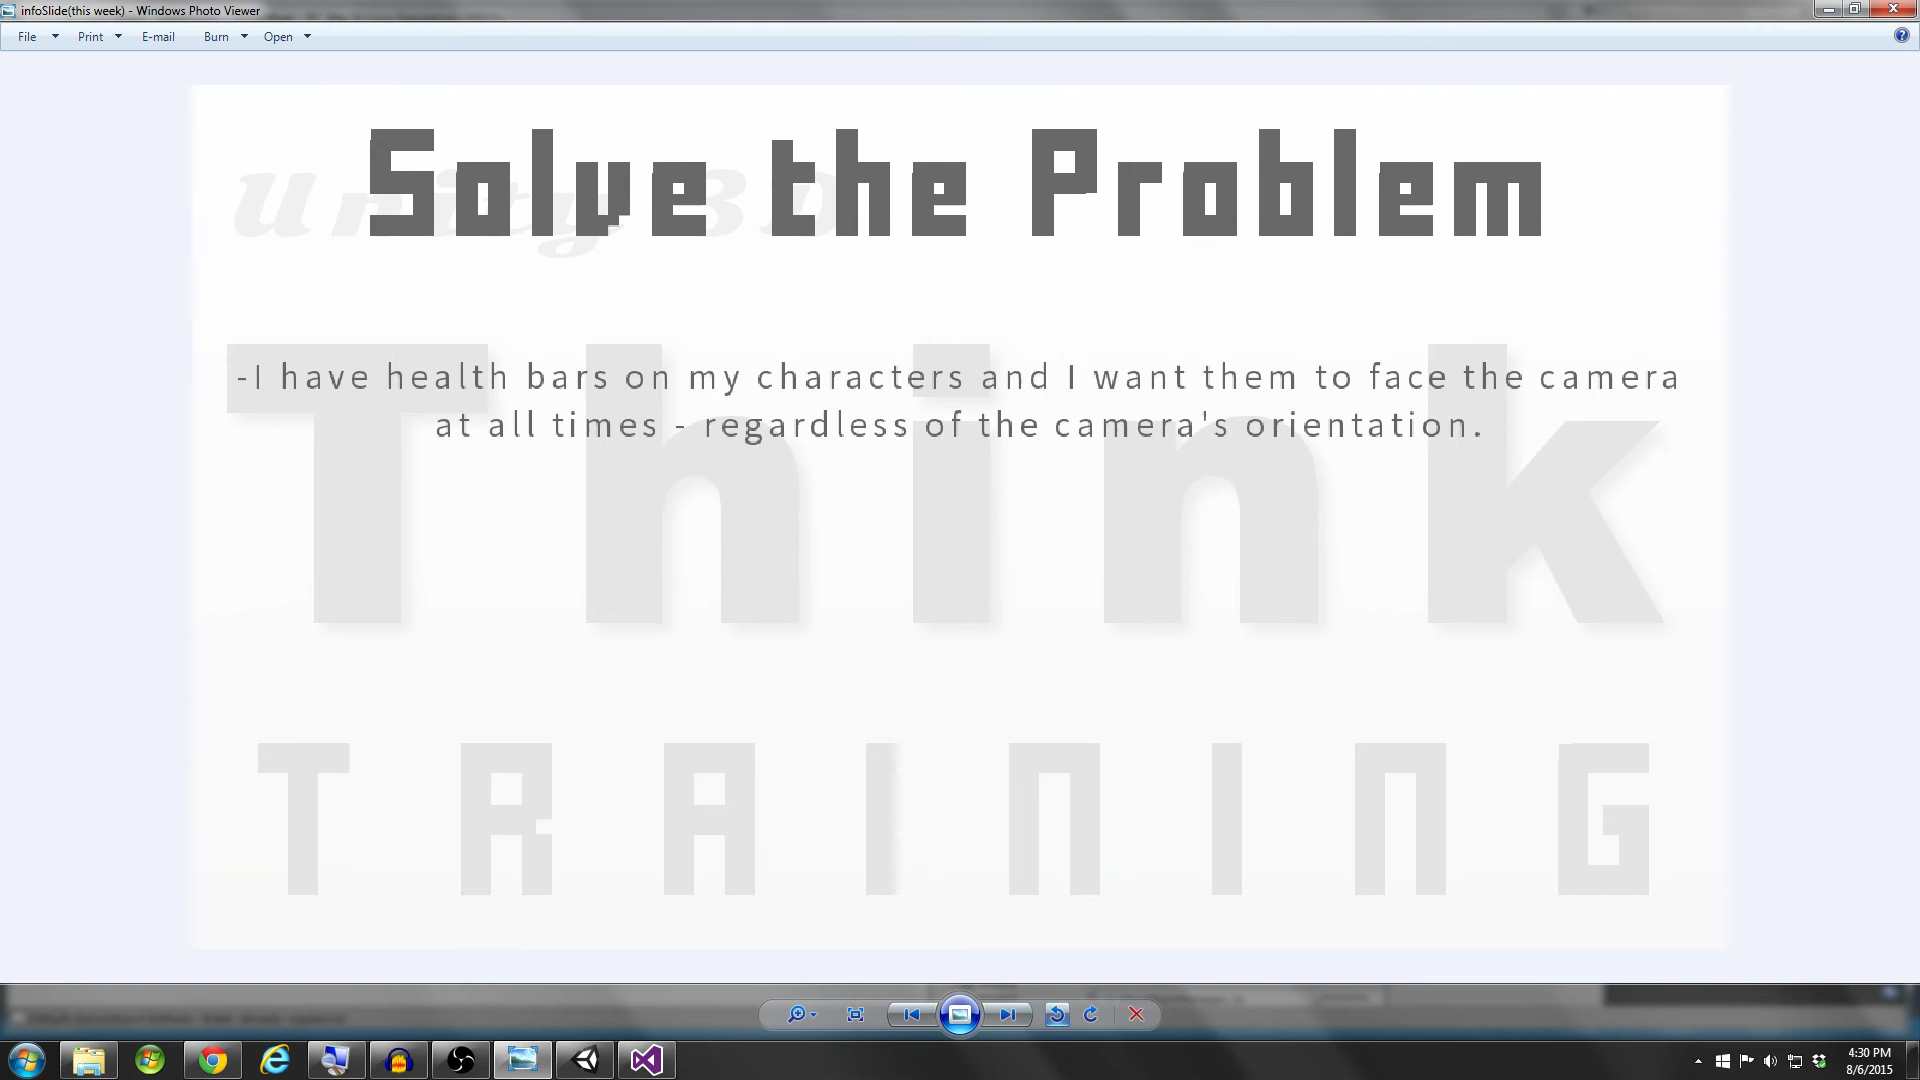 infoSlide(this week) - Windows Photo Viewer
File Print E-mail Burn Open
Unity 3D
Solve the Problem
-I have health bars on my characters and I want them to face the camera
at all times - regardless of the camera's orientation.
Think
TRAINING
4:30 PM
8/6/2015